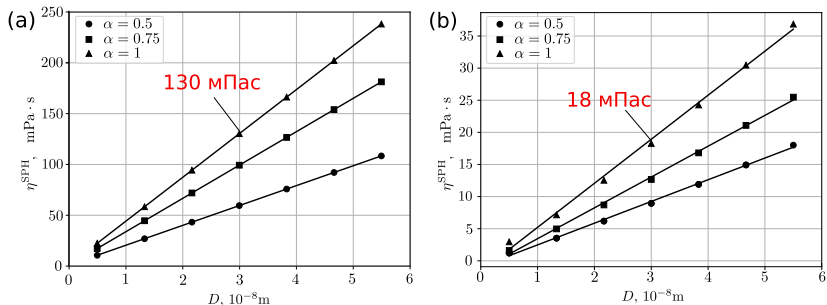 (a)
250
200
150
100
50
0
η^SPH, mPa · s
α = 0.5
α = 0.75
α = 1
130 мПас
0 1 2 3 4 5 6
D, 10⁻⁸m
(b)
35
30
25
20
15
10
5
0
η^SPH, mPa · s
α = 0.5
α = 0.75
α = 1
18 мПас
0 1 2 3 4 5 6
D, 10⁻⁸m